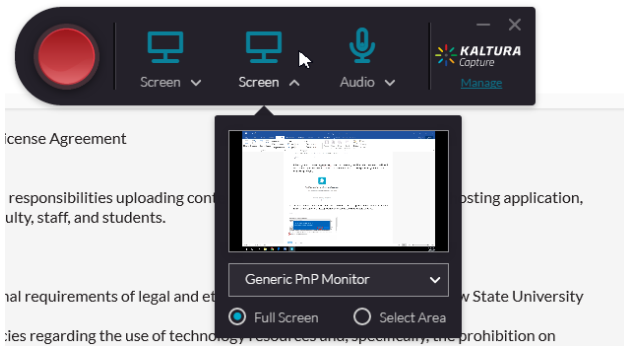 KALTURA
Capture
Screen
Screen
Audio
Manage
icense Agreement
responsibilities uploading cont
osting application,
ulty, staff, and students.
Generic PnP Monitor
nal requirements of legal and et
w State University
Full Screen
Select Area
cies regarding the use of technology resources and, specifically, the prohibition on